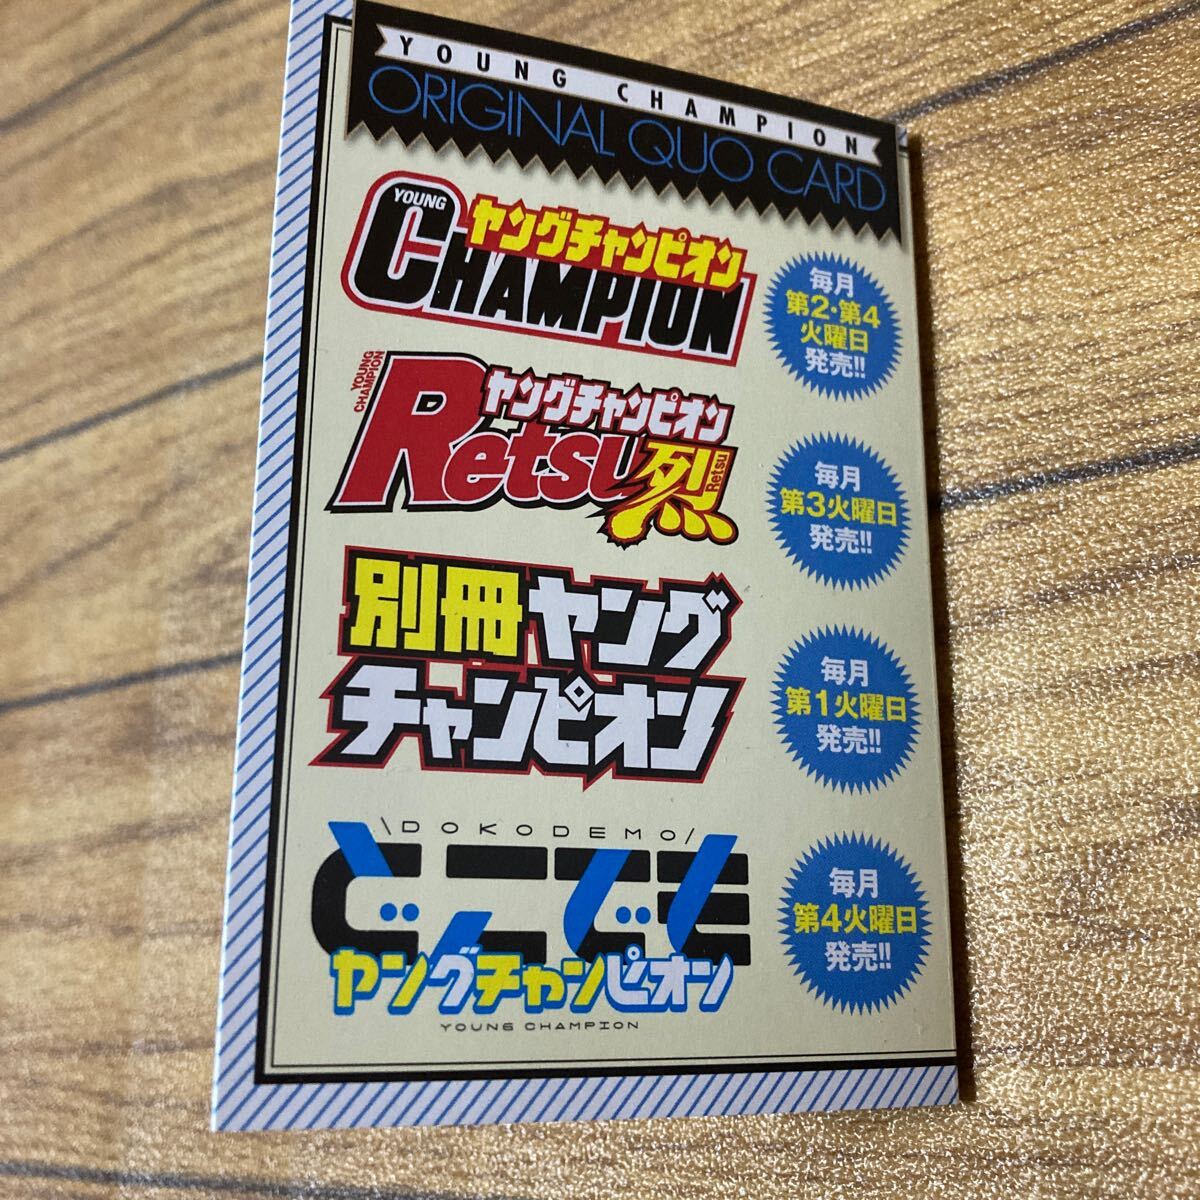 YOUNG CHAMPION
ORIGINAL QUO CARD
YOUNG
ヤングチャンピオン
CHAMPION
毎月
第2・第4
火曜日
発売!!
YOUNG
CHAMPION
ヤングチャンピオン
Retsu烈
Retsu
毎月
第3火曜日
発売!!
別冊ヤング
チャンピオン
毎月
第1火曜日
発売!!
\DOKODEMO/
どこでも
ヤングチャンピオン
YOUNG CHAMPION
毎月
第4火曜日
発売!!